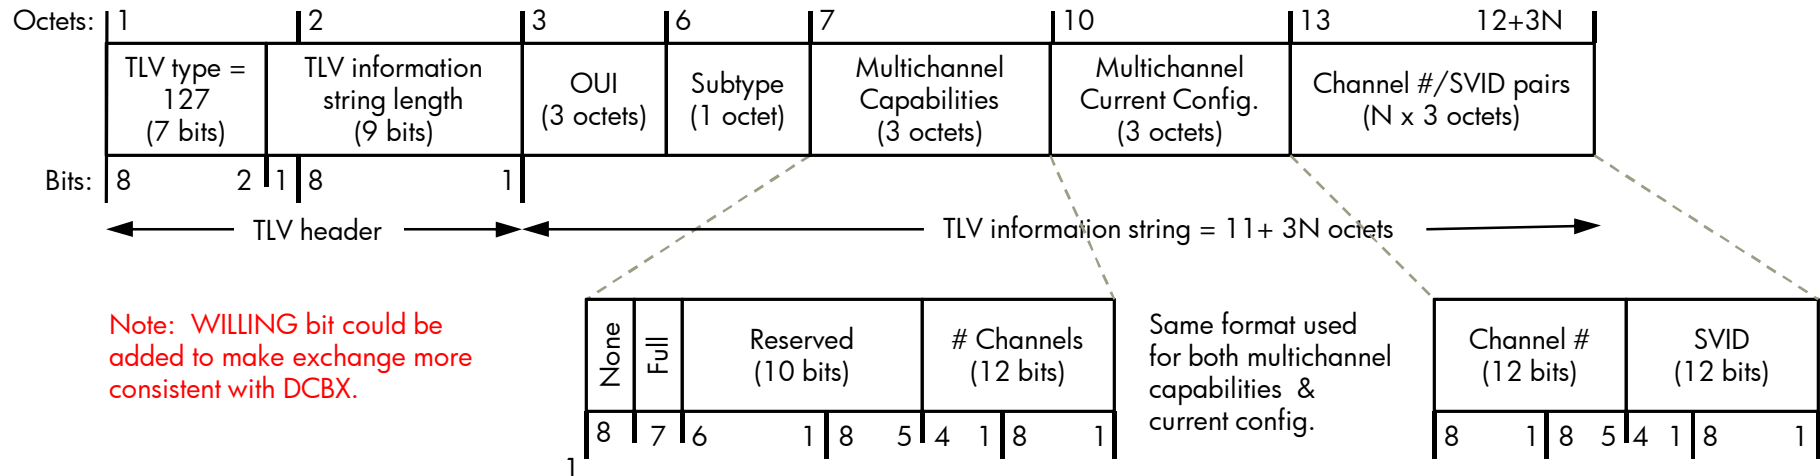 Octets: 1 2 3 6 7 10 13 12+3N
TLV type =
127
(7 bits)
TLV information
string length
(9 bits)
OUI
(3 octets)
Subtype
(1 octet)
Multichannel
Capabilities
(3 octets)
Multichannel
Current Config.
(3 octets)
Channel #/SVID pairs
(N x 3 octets)
Bits: 8 2 1 8 1
TLV header
TLV information string = 11+ 3N octets
Note: WILLING bit could be
added to make exchange more
consistent with DCBX.
None
Full
Reserved
(10 bits)
# Channels
(12 bits)
Same format used
for both multichannel
capabilities &
current config.
Channel #
(12 bits)
SVID
(12 bits)
8 7 6 1 8 5 4 1 8 1
8 1 8 5 4 1 8 1
1